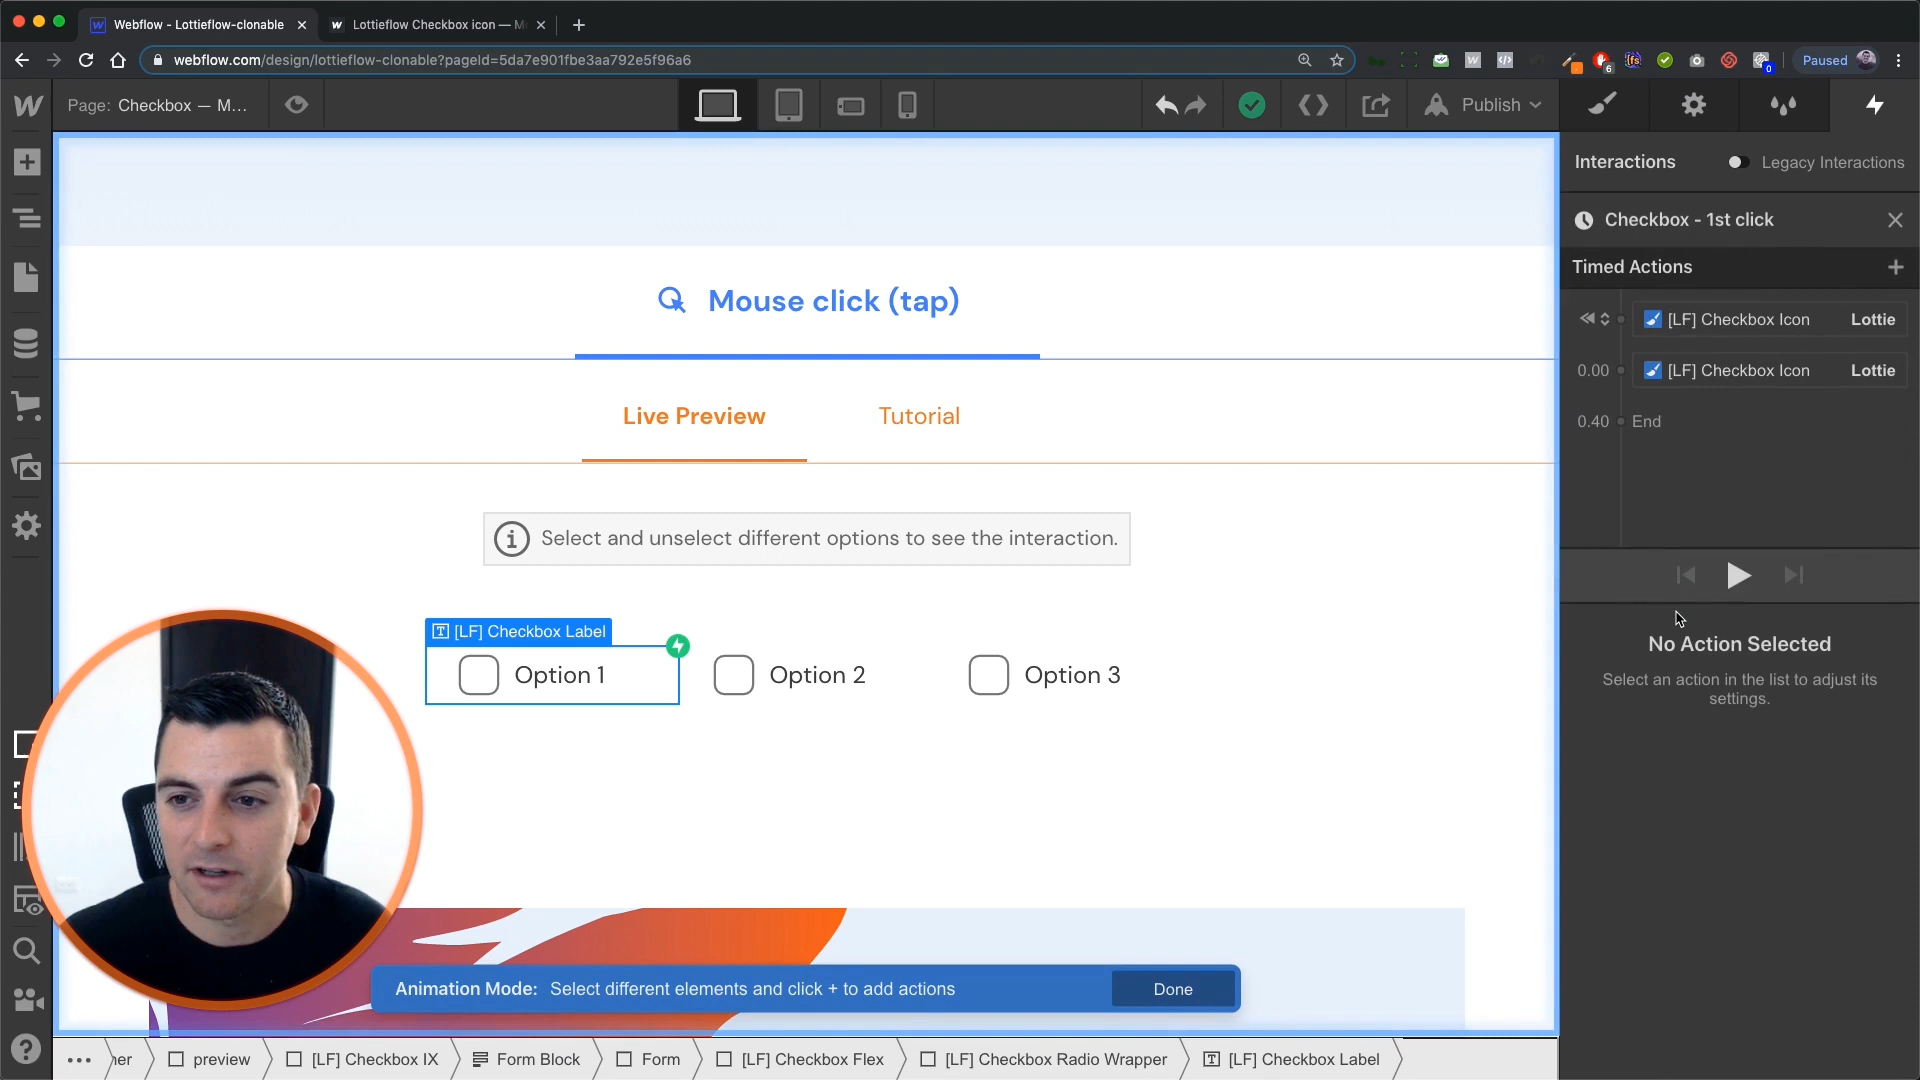 Webflow - Lottieflow-clonable
Lottieflow Checkbox icon — M
webflow.com/design/lottieflow-clonable?pageId=5da7e901fbe3aa792e5f96a6
6
0
Paused
Page: Checkbox — M...
Publish
Interactions
Legacy Interactions
Checkbox - 1st click
Timed Actions
[LF] Checkbox Icon Lottie
0.00 [LF] Checkbox Icon Lottie
0.40 End
No Action Selected
Select an action in the list to adjust its
settings.
Mouse click (tap)
Live Preview
Tutorial
Select and unselect different options to see the interaction.
[LF] Checkbox Label
Option 1
Option 2
Option 3
Animation Mode: Select different elements and click + to add actions
Done
ner
preview
[LF] Checkbox IX
Form Block
Form
[LF] Checkbox Flex
[LF] Checkbox Radio Wrapper
[LF] Checkbox Label